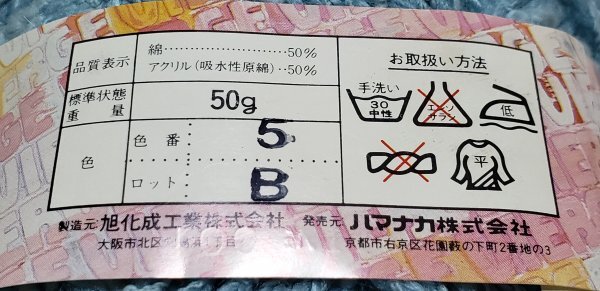 品質表示
綿‥‥‥‥‥‥‥‥50%
アクリル(吸水性原綿)‥50%
標準状態
重量
50g
色
色番
5
ロット
B
お取扱い方法
手洗い
30
中性
エンソ
サラシ
低
平
製造元 旭化成工業株式会社
大阪市北区
丁目
発売元 ハマナカ株式会社
京都市右京区花園薮の下町2番地の3